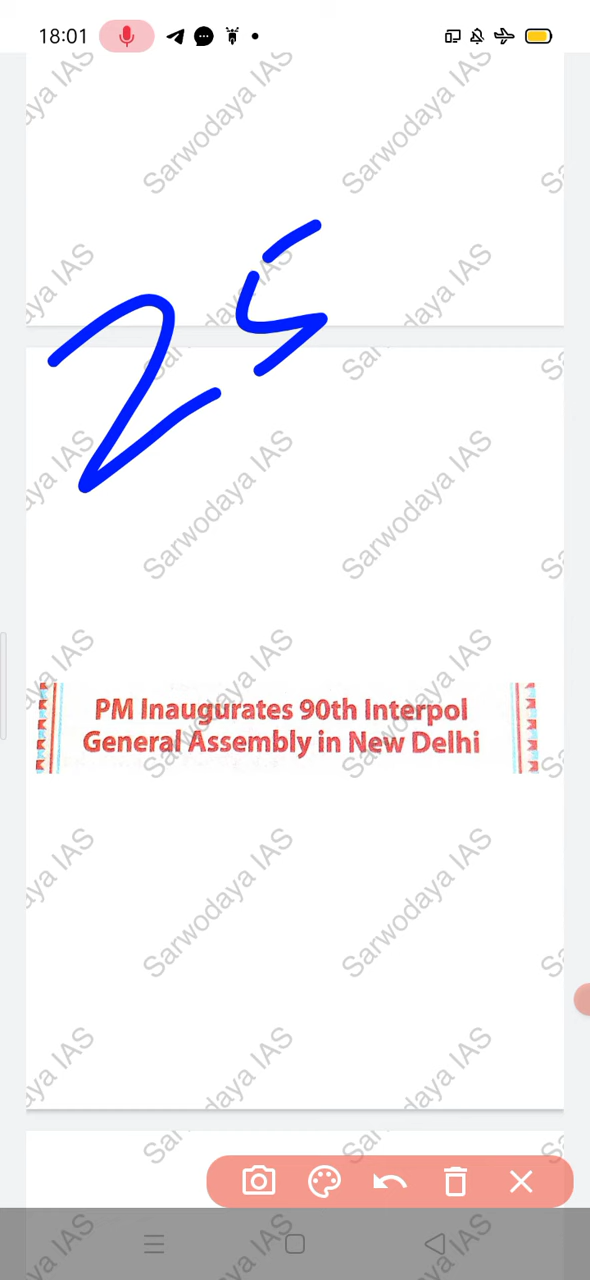 18:01
Sarwodaya IAS
25
PM Inaugurates 90th Interpol
General Assembly in New Delhi